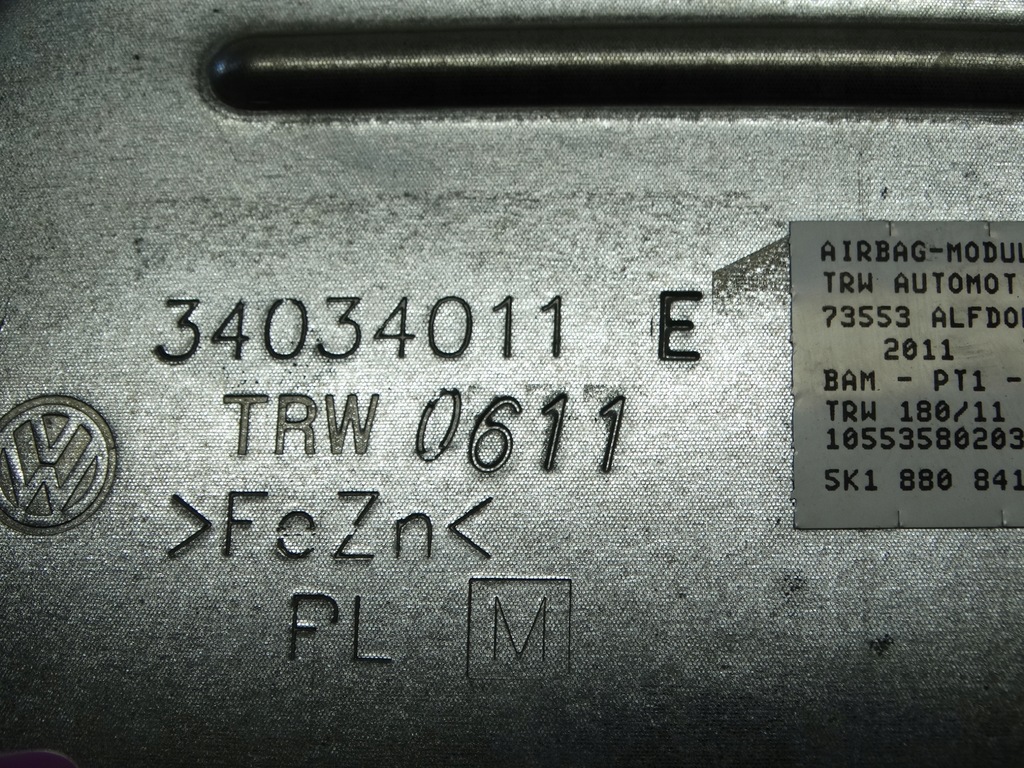 34034011 E
TRW 0611
>FeZn<
PL M
AIRBAG-MODUL
TRW AUTOMOT
73553 ALFDO
2011
BAM - PT1 -
TRW 180/11
10553580203
5K1 880 841